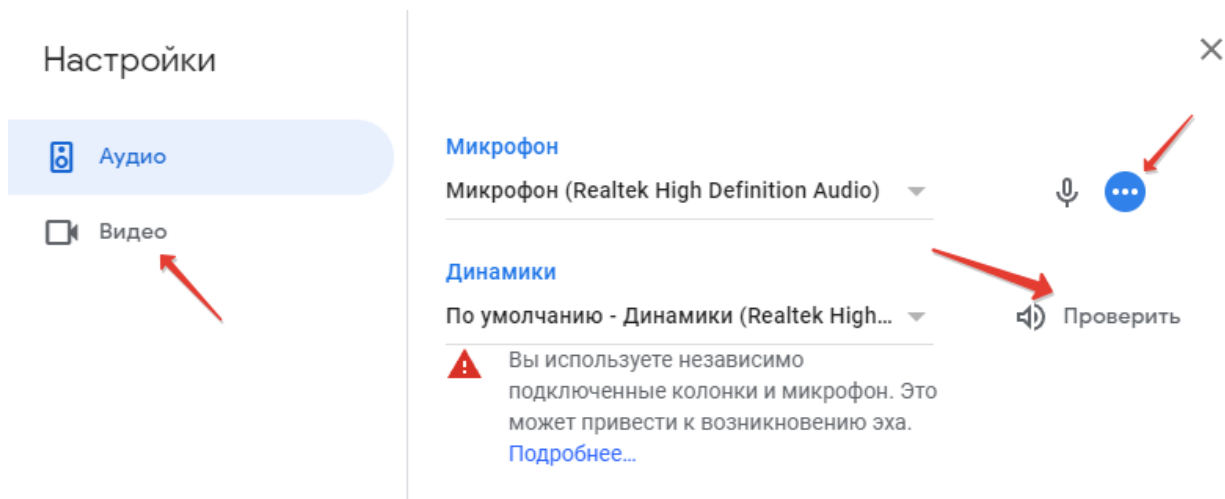 Настройки
Аудио
Видео
Микрофон
Микрофон (Realtek High Definition Audio)
Динамики
По умолчанию - Динамики (Realtek High...
Проверить
Вы используете независимо
подключенные колонки и микрофон. Это
может привести к возникновению эха.
Подробнее...